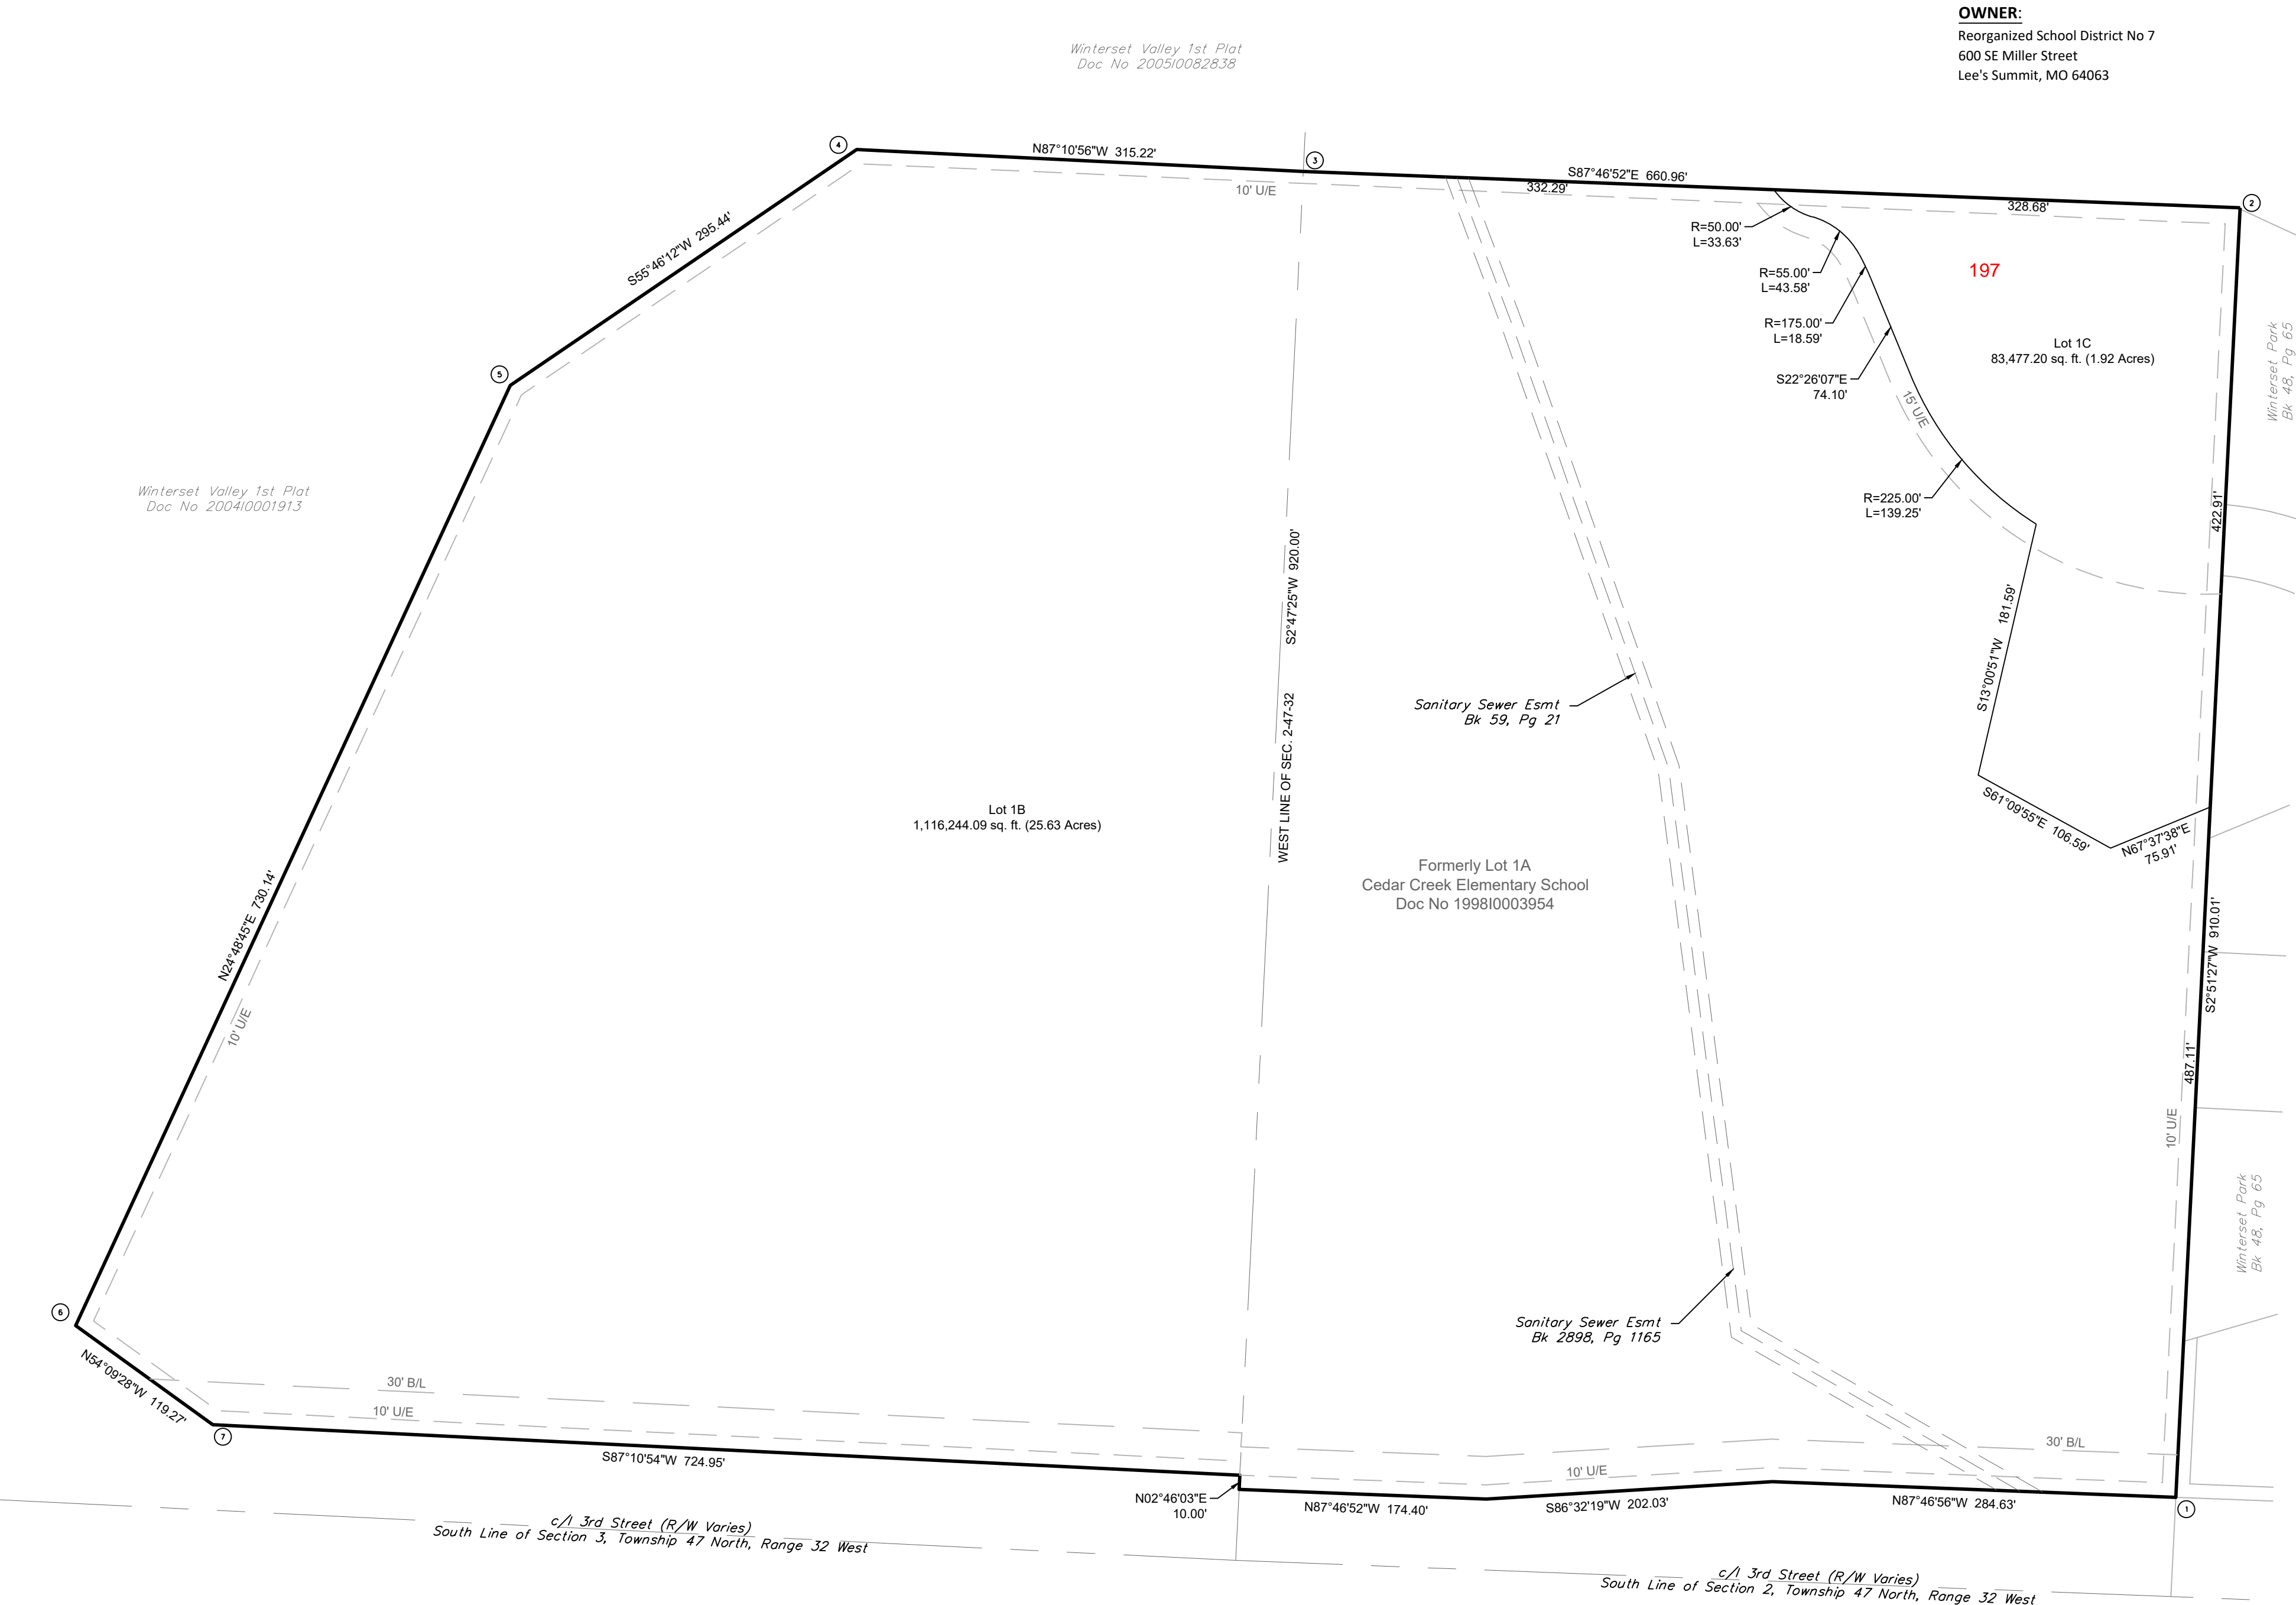 OWNER:
Reorganized School District No 7
600 SE Miller Street
Lee's Summit, MO 64063
Winterset Valley 1st Plat
Doc No 2005I0082838
4
N87°10'56"W 315.22'
3
S87°46'52"E 660.96'
332.29'
328.68'
2
10' U/E
R=50.00'
L=33.63'
R=55.00'
L=43.58'
197
R=175.00'
L=18.59'
Lot 1C
83,477.20 sq. ft. (1.92 Acres)
S22°26'07"E
74.10'
15' U/E
R=225.00'
L=139.25'
Winterset Park
Bk 48, Pg 65
422.91'
S55°46'12"W 295.44'
5
Winterset Valley 1st Plat
Doc No 2004I0001913
S2°47'25"W 920.00'
WEST LINE OF SEC. 2-47-32
S13°00'51"W 181.59'
Sanitary Sewer Esmt
Bk 59, Pg 21
Lot 1B
1,116,244.09 sq. ft. (25.63 Acres)
S61°09'55"E 106.59'
N67°37'38"E
75.91'
Formerly Lot 1A
Cedar Creek Elementary School
Doc No 1998I0003954
N24°48'45"E 730.14'
10' U/E
S2°51'27"W 910.01'
487.11'
10' U/E
Winterset Park
Bk 48, Pg 65
6
Sanitary Sewer Esmt
Bk 2898, Pg 1165
N54°09'28"W 119.27'
30' B/L
10' U/E
7
30' B/L
S87°10'54"W 724.95'
10' U/E
N02°46'03"E
10.00'
N87°46'52"W 174.40'
S86°32'19"W 202.03'
N87°46'56"W 284.63'
1
c/l 3rd Street (R/W Varies)
South Line of Section 3, Township 47 North, Range 32 West
c/l 3rd Street (R/W Varies)
South Line of Section 2, Township 47 North, Range 32 West